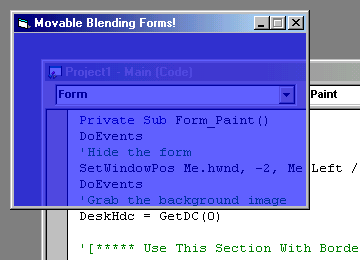 Movable Blending Forms!
Project1 - Main (Code)
Form
Paint
Private Sub Form_Paint()
DoEvents
'Hide the form
SetWindowPos Me.hwnd, -2, Me Left /
DoEvents
'Grab the background image
DeskHdc = GetDC(0)
'[***** Use This Section With Borde